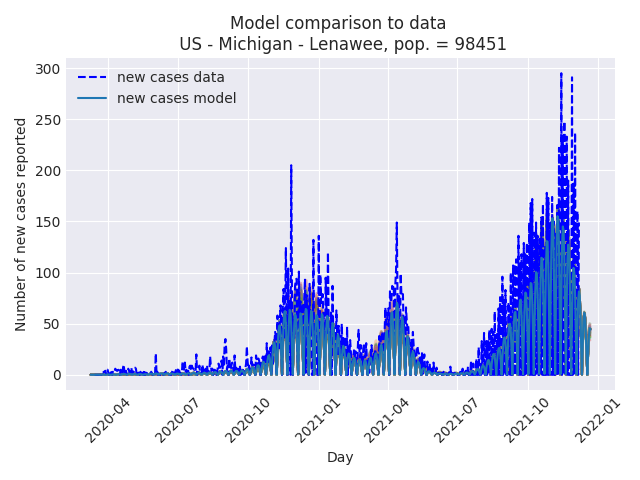 Model comparison to data
US - Michigan - Lenawee, pop. = 98451
new cases data
new cases model
Number of new cases reported
300
250
200
150
100
50
0
2020-04
2020-07
2020-10
2021-01
2021-04
2021-07
2021-10
2022-01
Day